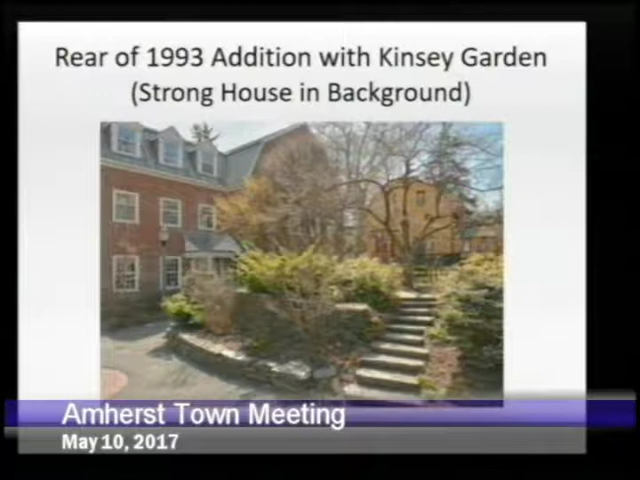 Rear of 1993 Addition with Kinsey Garden
(Strong House in Background)
Amherst Town Meeting
May 10, 2017